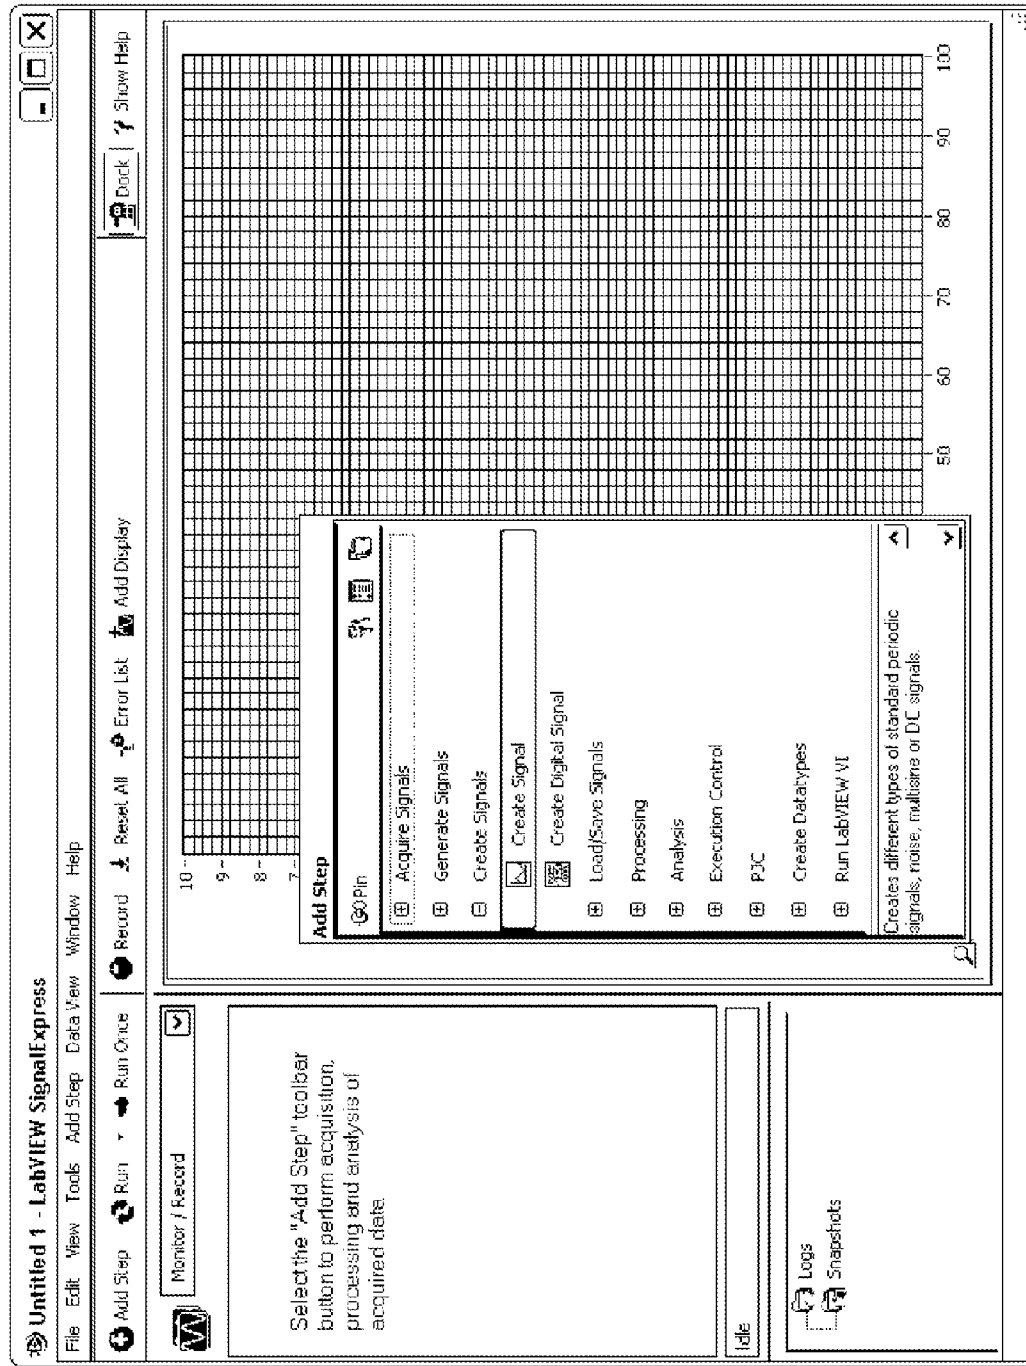 Untitled 1 - LabVIEW SignalExpress
File Edit View Tools Add Step Data View Window Help
Add Step Run Run Once Record Reset All Error List Add Display Dock ? Show Help
Monitor / Record
Select the "Add Step" toolbar
button to perform acquisition,
processing and analysis of
acquired data
Idle
Logs
Snapshots
10
9
8
7
Add Step
Pin
Acquire Signals
Generate Signals
Create Signals
Create Signal
Create Digital Signal
Load/Save Signals
Processing
Analysis
Execution Control
Create Datatypes
Run LabVIEW VI
Creates different types of standard periodic
signals, noise, multisine or DC signals.
50 60 70 80 90 100